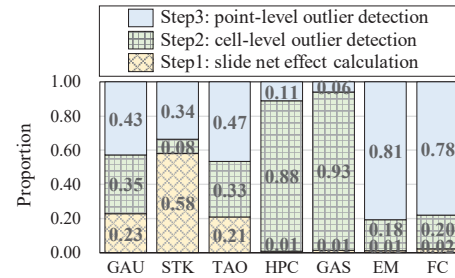 Step3: point-level outlier detection
Step2: cell-level outlier detection
Step1: slide net effect calculation
Proportion
1.00
0.80
0.60
0.40
0.20
0.00
0.43 0.34 0.47 0.11 0.06 0.81 0.78
0.35 0.08 0.33 0.88 0.93 0.18 0.20
0.23 0.58 0.21 0.01 0.01 0.01 0.02
GAU STK TAO HPC GAS EM FC